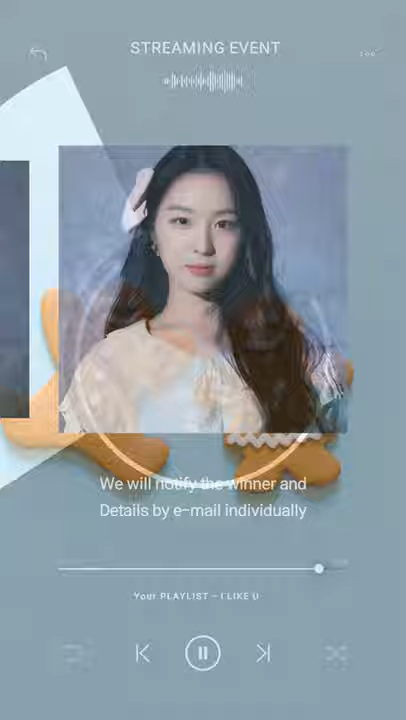 STREAMING EVENT
We will notify the winner and
Details by e-mail individually
Your PLAYLIST - I LIKE U